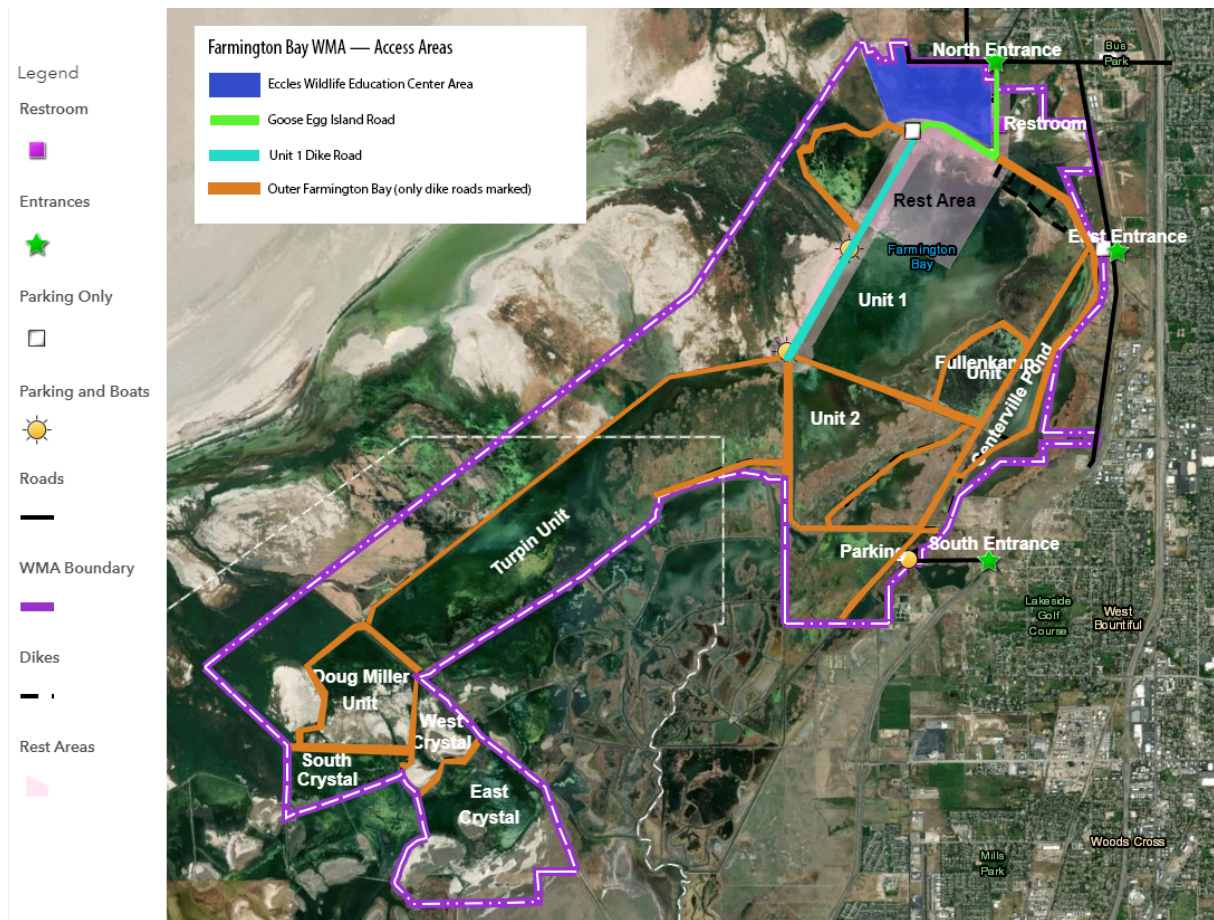 Legend
Restroom
Entrances
Parking Only
Parking and Boats
Roads
WMA Boundary
Dikes
Rest Areas
Farmington Bay WMA — Access Areas
Eccles Wildlife Education Center Area
Goose Egg Island Road
Unit 1 Dike Road
Outer Farmington Bay (only dike roads marked)
North Entrance
Bus
Park
Restroom
Rest Area
East Entrance
Farmington
Bay
Unit 1
Fullenkamp
Unit
Centerville Pond
Unit 2
Turpin Unit
Parking
South Entrance
Lakeside
Golf
Course
West
Bountiful
Doug Miller
Unit
West
Crystal
South
Crystal
East
Crystal
Woods Cross
Mills
Park